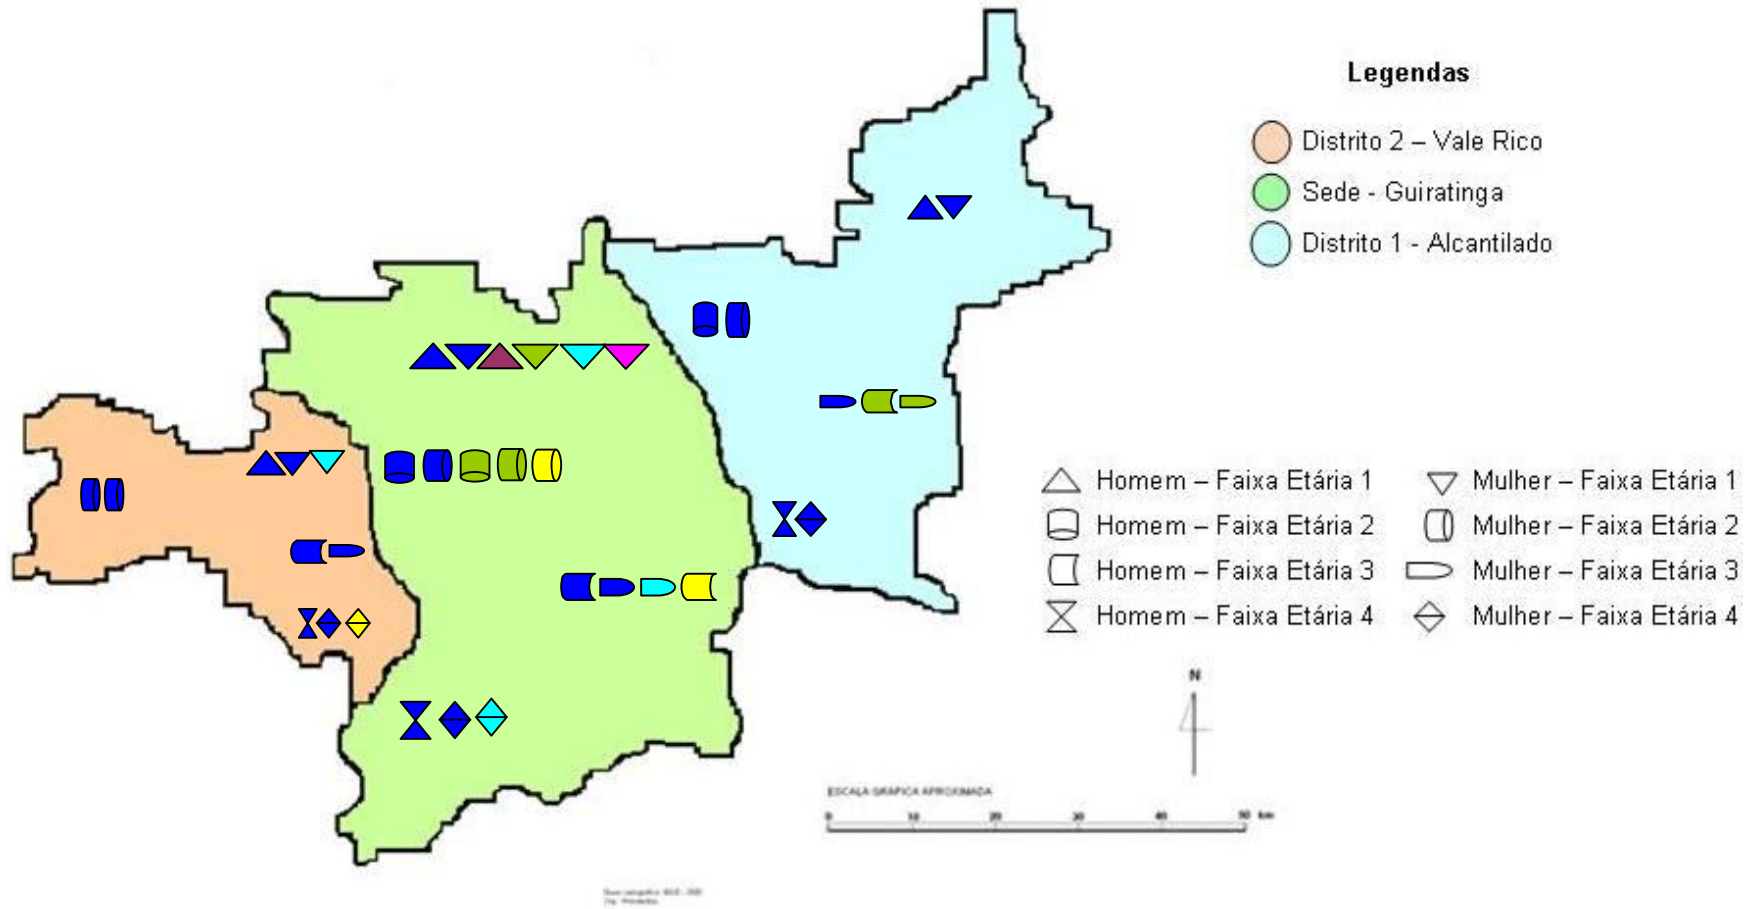 Legendas
Distrito 2 – Vale Rico
Sede - Guiratinga
Distrito 1 - Alcantilado
Homem – Faixa Etária 1
Mulher – Faixa Etária 1
Homem – Faixa Etária 2
Mulher – Faixa Etária 2
Homem – Faixa Etária 3
Mulher – Faixa Etária 3
Homem – Faixa Etária 4
Mulher – Faixa Etária 4
N
ESCALA GRÁFICA APROXIMADA
0 10 20 30 40 50 km